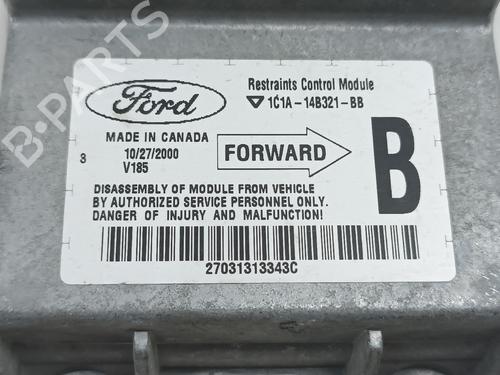 B-PARTS
Ford
Restraints Control Module
1C1A-14B321-BB
MADE IN CANADA
3
10/27/2000
V185
FORWARD
B
DISASSEMBLY OF MODULE FROM VEHICLE
BY AUTHORIZED SERVICE PERSONNEL ONLY.
DANGER OF INJURY AND MALFUNCTION!
27031313343C